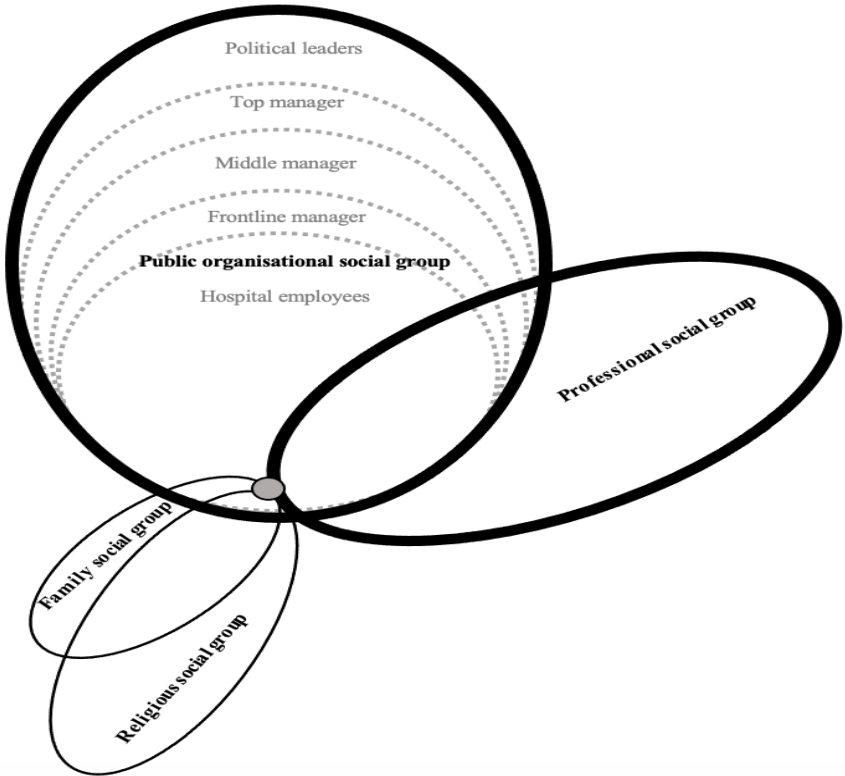 Political leaders
Top manager
Middle manager
Frontline manager
Public organisational social group
Hospital employees
Professional social group
Family social group
Religious social group